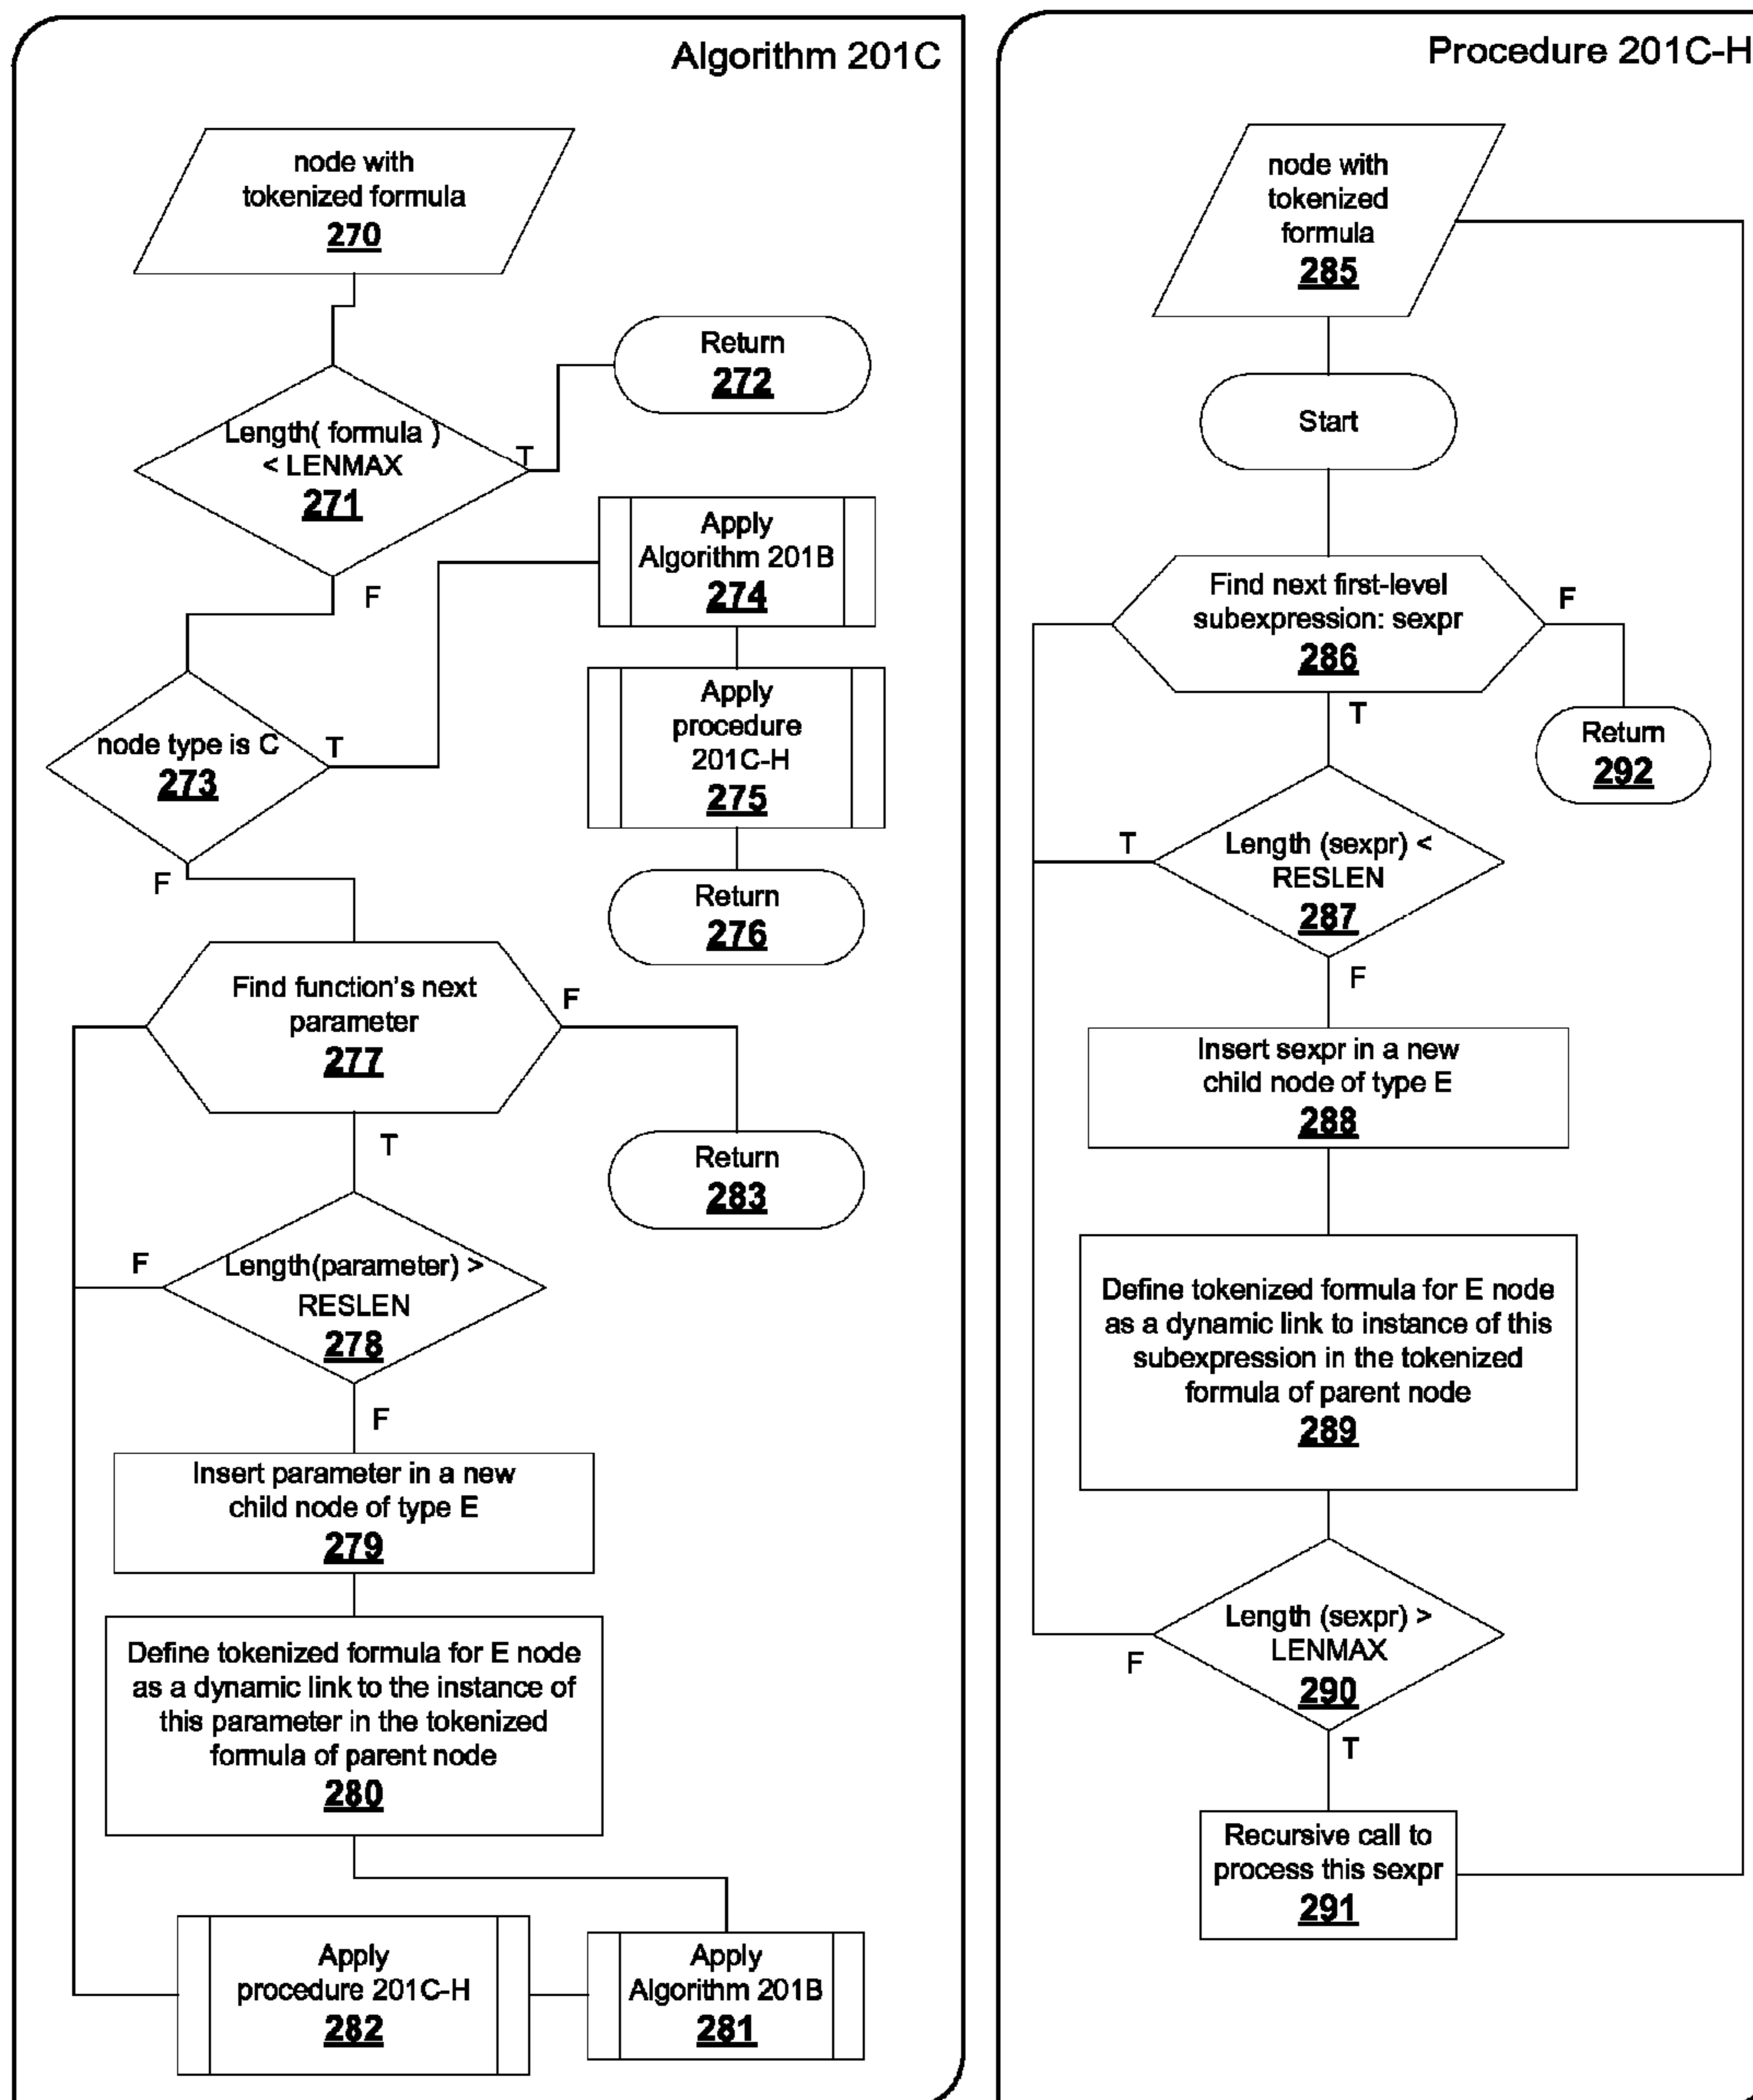 Algorithm 201C
node with
tokenized formula
270
Length( formula )
< LENMAX
271
T
F
Return
272
node type is C
273
T
F
Apply
Algorithm 201B
274
Apply
procedure
201C-H
275
Return
276
Find function's next
parameter
277
F
T
Return
283
Length(parameter) >
RESLEN
278
F
F
Insert parameter in a new
child node of type E
279
Define tokenized formula for E node
as a dynamic link to the instance of
this parameter in the tokenized
formula of parent node
280
Apply
procedure 201C-H
282
Apply
Algorithm 201B
281
Procedure 201C-H
node with
tokenized
formula
285
Start
Find next first-level
subexpression: sexpr
286
F
T
Return
292
Length (sexpr) <
RESLEN
287
T
F
Insert sexpr in a new
child node of type E
288
Define tokenized formula for E node
as a dynamic link to instance of this
subexpression in the tokenized
formula of parent node
289
Length (sexpr) >
LENMAX
290
F
T
Recursive call to
process this sexpr
291